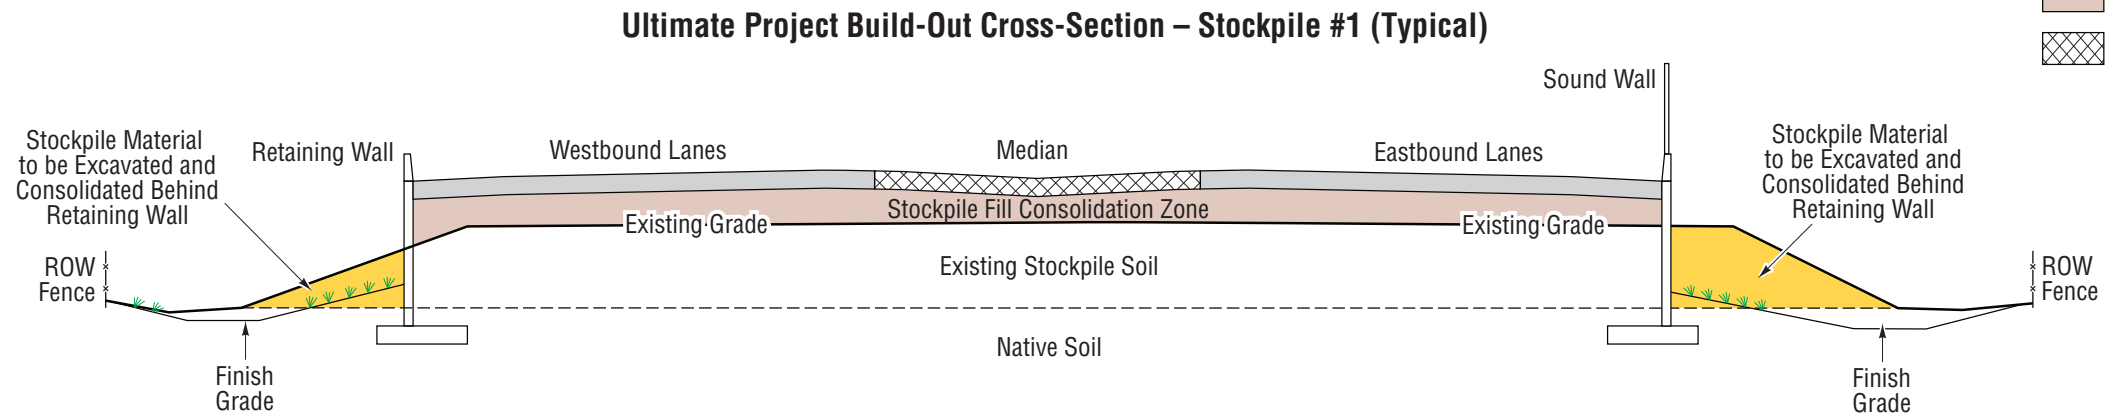 Ultimate Project Build-Out Cross-Section – Stockpile #1 (Typical)
Sound Wall
Stockpile Material
to be Excavated and
Consolidated Behind
Retaining Wall
Retaining Wall
Westbound Lanes
Median
Eastbound Lanes
Stockpile Material
to be Excavated and
Consolidated Behind
Retaining Wall
Stockpile Fill Consolidation Zone
Existing Grade
Existing Grade
ROW
Fence
Existing Stockpile Soil
ROW
Fence
Native Soil
Finish
Grade
Finish
Grade